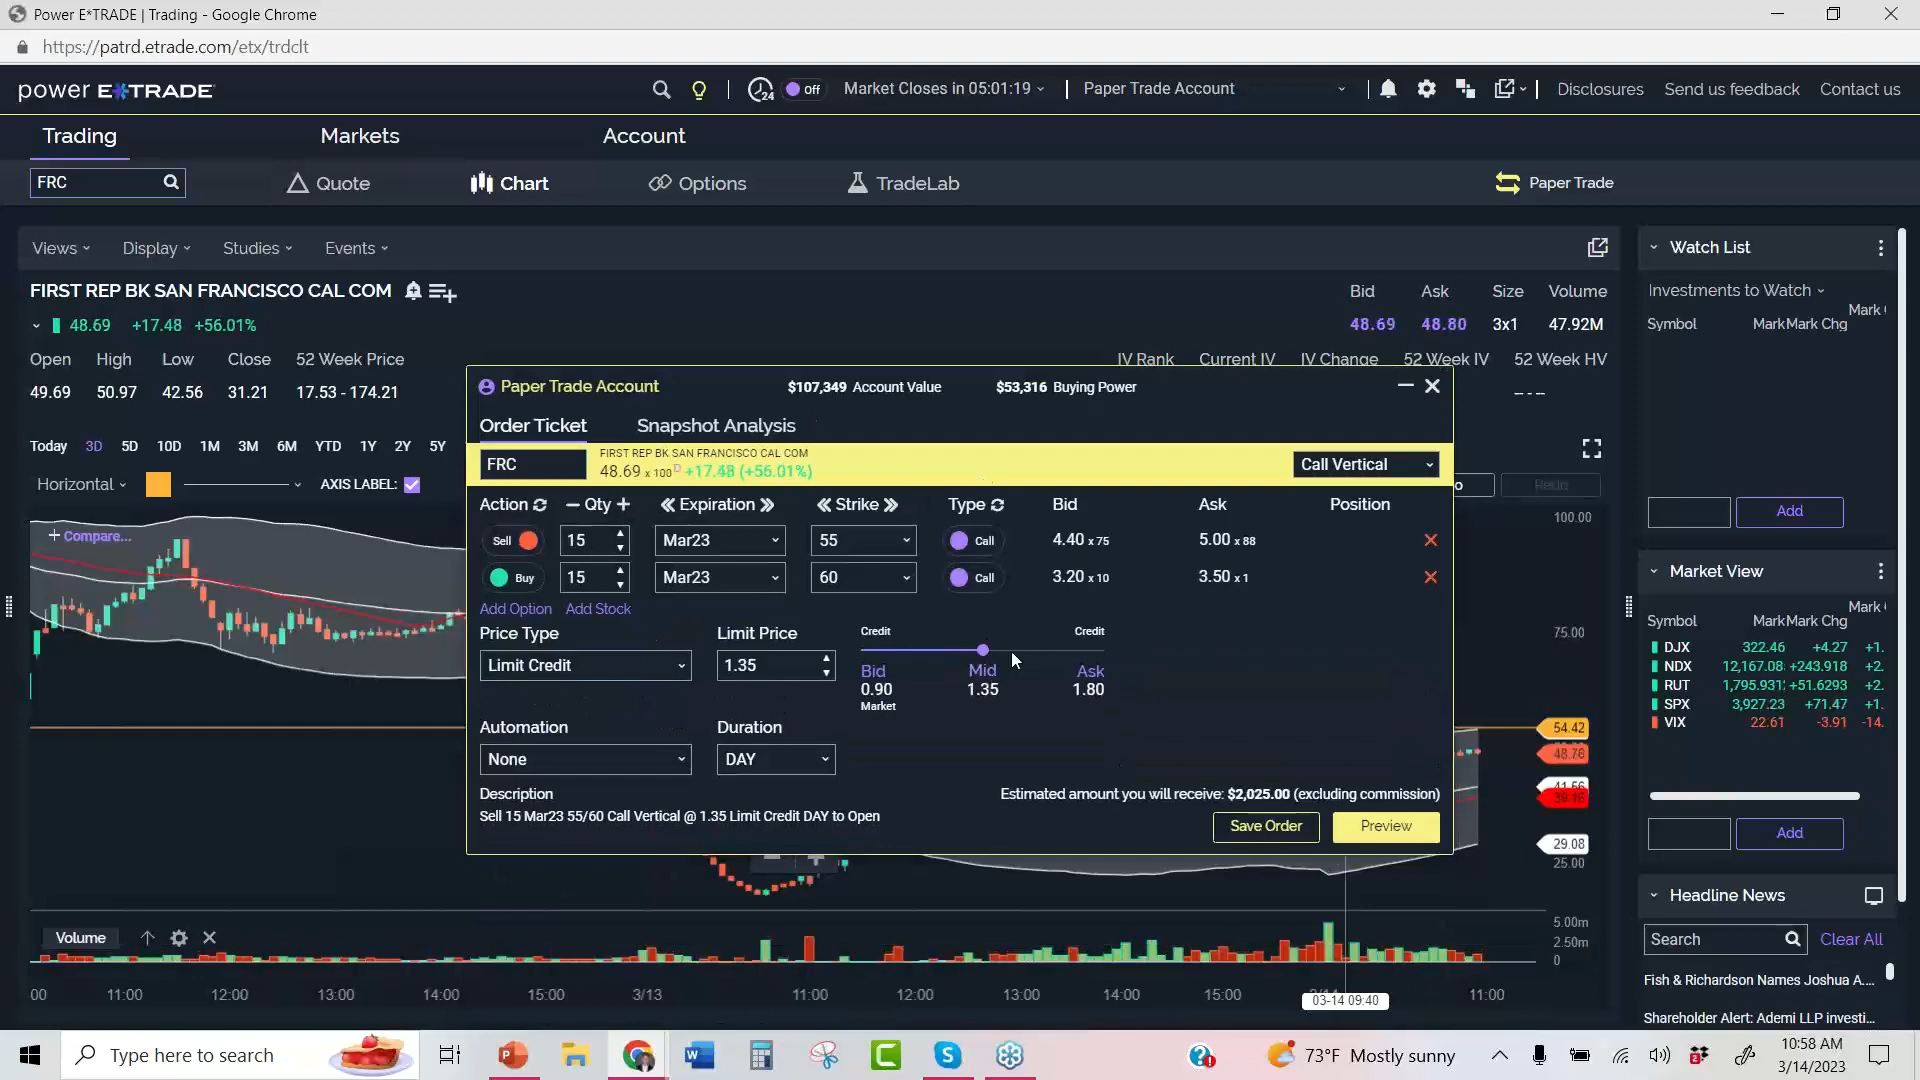 Power E*TRADE | Trading - Google Chrome
https://patrd.etrade.com/etx/trdclt
power E*TRADE
24 Off Market Closes in 05:01:19 | Paper Trade Account | Disclosures Send us feedback Contact us
Trading Markets Account
FRC Quote Chart Options TradeLab Paper Trade
Views Display Studies Events
FIRST REP BK SAN FRANCISCO CAL COM
Bid Ask Size Volume
48.69 +17.48 +56.01%
48.69 48.80 3x1 47.92M
Open High Low Close 52 Week Price
IV Rank Current IV IV Change 52 Week IV 52 Week HV
49.69 50.97 42.56 31.21 17.53 - 174.21
Today 3D 5D 10D 1M 3M 6M YTD 1Y 2Y 5Y
Horizontal AXIS LABEL:
+ Compare...
Paper Trade Account $107,349 Account Value $53,316 Buying Power
Order Ticket Snapshot Analysis
FRC
FIRST REP BK SAN FRANCISCO CAL COM
48.69 x 100 D +17.48 (+56.01%)
Call Vertical
Action - Qty + Expiration Strike Type Bid Ask Position
Sell 15 Mar23 55 Call 4.40 x 75 5.00 x 88
Buy 15 Mar23 60 Call 3.20 x 10 3.50 x 1
Add Option Add Stock
Price Type Limit Price Credit Credit
Limit Credit 1.35
Bid Mid Ask
0.90 1.35 1.80
Market
Automation Duration
None DAY
Description
Estimated amount you will receive: $2,025.00 (excluding commission)
Sell 15 Mar23 55/60 Call Vertical @ 1.35 Limit Credit DAY to Open
Save Order Preview
Redo
100.00
75.00
54.42
48.76
29.08
25.00
Volume
5.00m
2.50m
0
00 11:00 12:00 13:00 14:00 15:00 3/13 11:00 12:00 13:00 14:00 15:00 11:00
03-14 09:40
Watch List
Investments to Watch
Mark
Symbol Mark Mark Chg
Add
Market View
Mark
Symbol Mark Mark Chg
DJX 322.46 +4.27 +1.
NDX 12,167.08 +243.918 +2.
RUT 1,795.931 +51.6293 +2.
SPX 3,927.23 +71.47 +1.
VIX 22.61 -3.91 -14.
Add
Headline News
Search Clear All
Fish & Richardson Names Joshua A....
Shareholder Alert: Ademi LLP investi...
Type here to search
73°F Mostly sunny
10:58 AM
3/14/2023